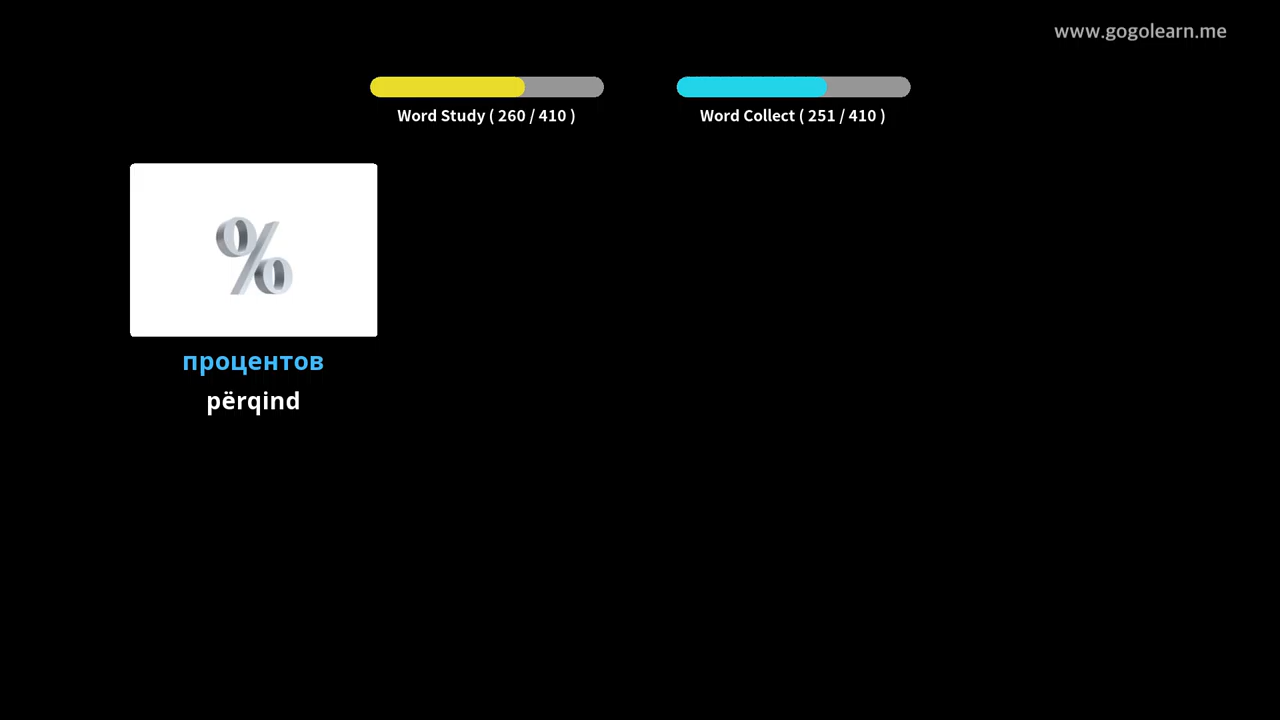 www.gogolearn.me
Word Study ( 260 / 410 )
Word Collect ( 251 / 410 )
%
процентов
përqind